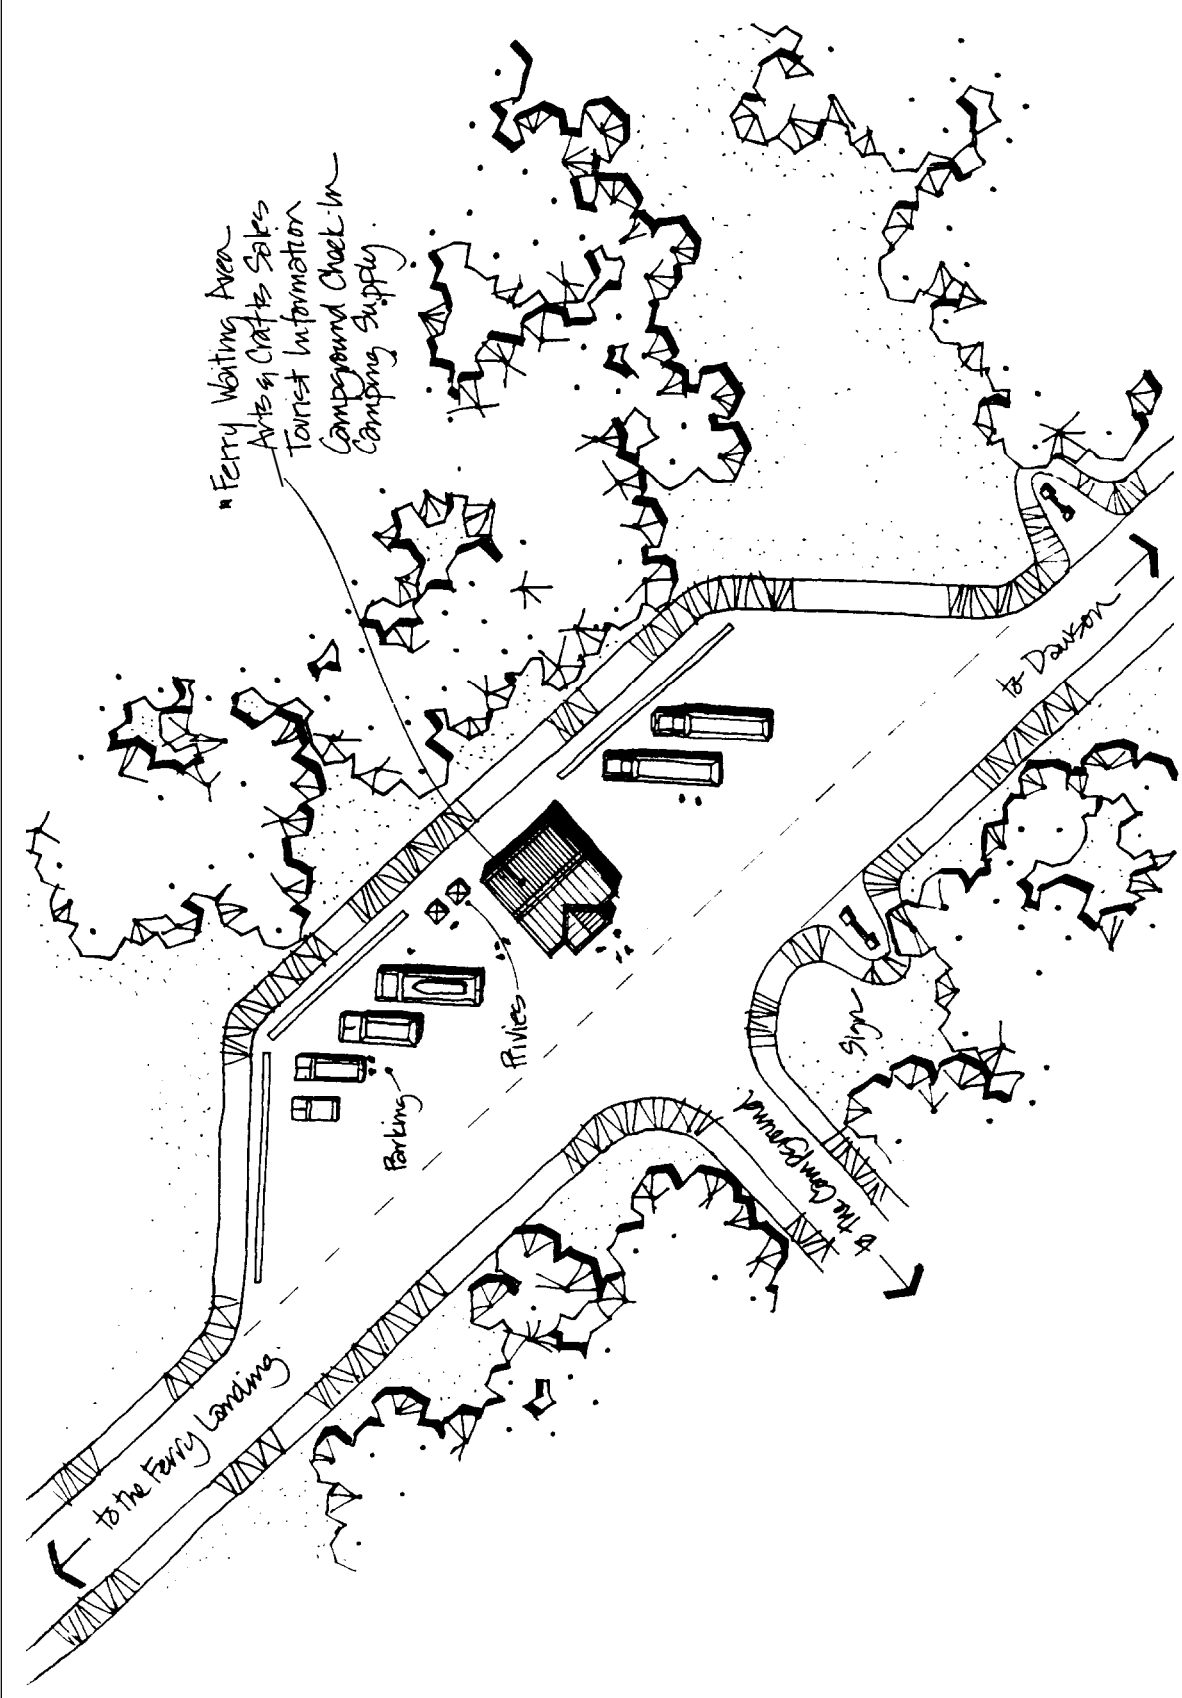 "Ferry Waiting Area
Arts & Crafts Sales
Tourist Information
Campground Check-In
Camping Supply
to Dawson
Privies
Sign
Parking
to the Campground
to the Ferry Landing